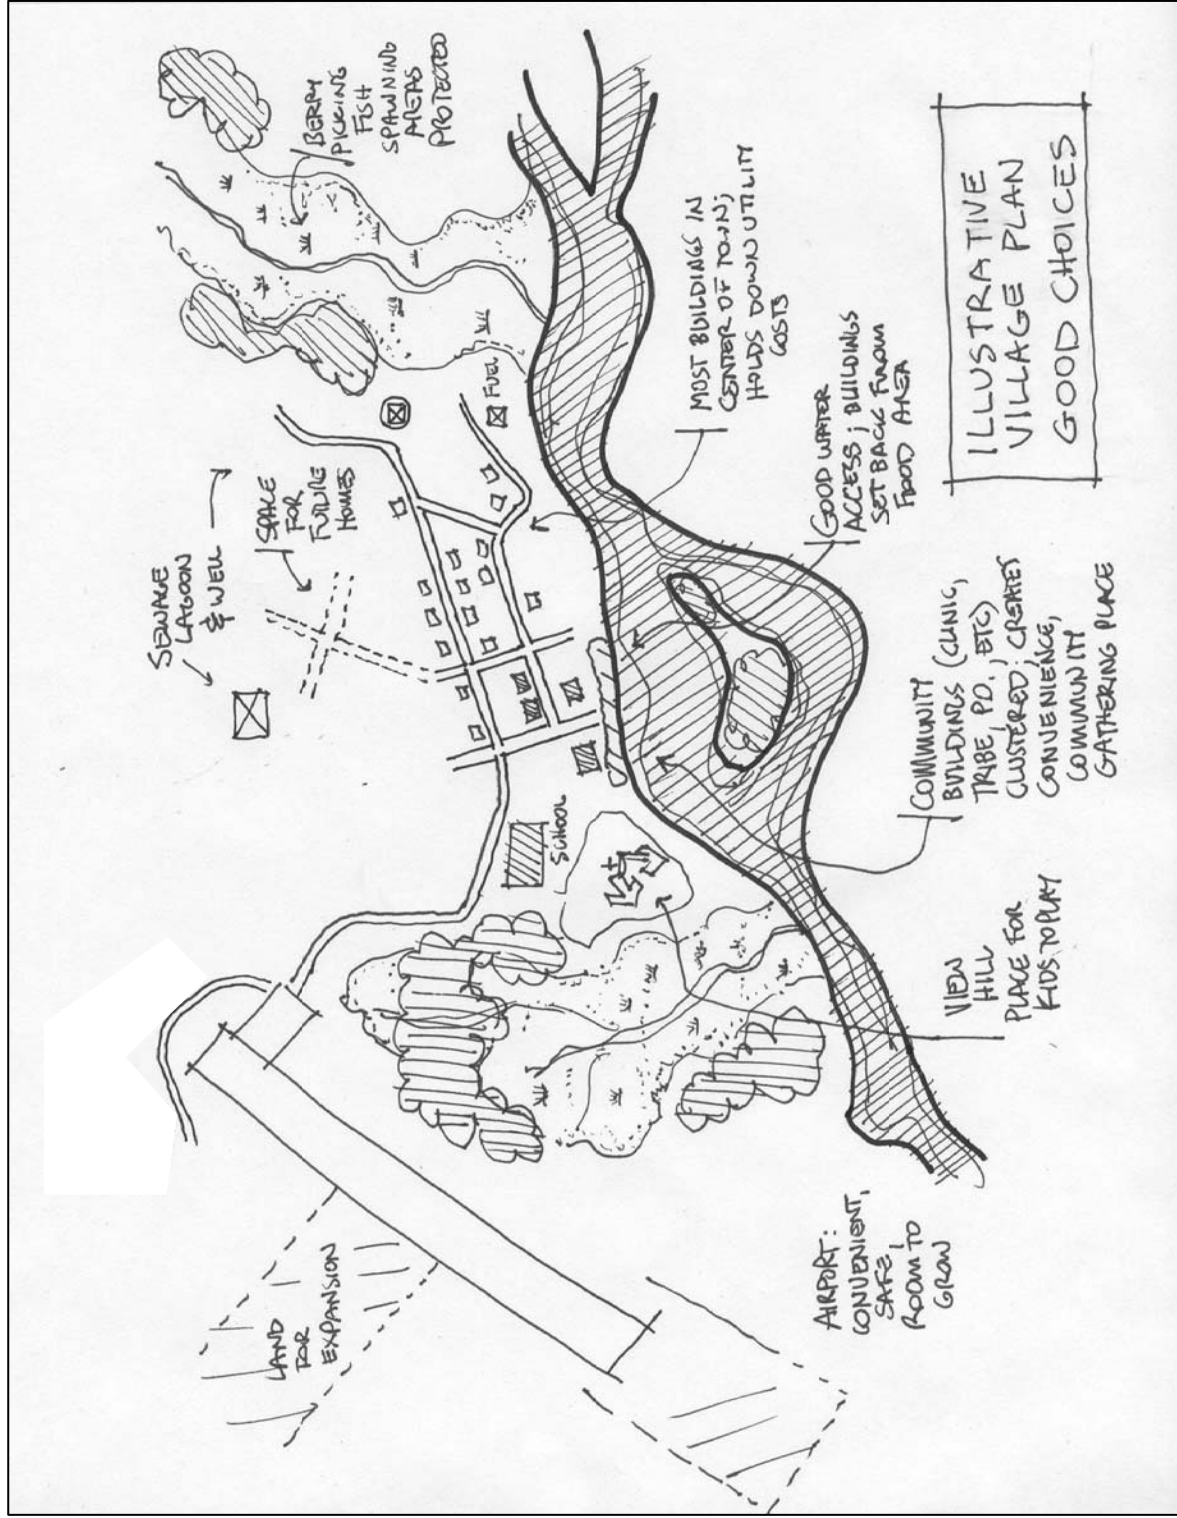 SEWAGE
LAGOON
& WELL
SPACE
FOR
FUTURE
HOMES
BERRY
PICKING
FISH
SPAWNING
AREAS
PROTECTED
LAND
FOR
EXPANSION
SCHOOL
FUEL
AIRPORT:
CONVENIENT,
SAFE,
ROOM TO
GROW
VIEW
HILL
PLACE FOR
KIDS TO PLAY
COMMUNITY
BUILDINGS (CLINIC,
TRIBE, PO, ETC)
CLUSTERED; CREATES
CONVENIENCE,
COMMUNITY
GATHERING PLACE
GOOD WATER
ACCESS; BUILDINGS
SET BACK FROM
FLOOD AREA
MOST BUILDINGS IN
CENTER OF TOWN;
HOLDS DOWN UTILITY
COSTS
ILLUSTRATIVE
VILLAGE PLAN
GOOD CHOICES